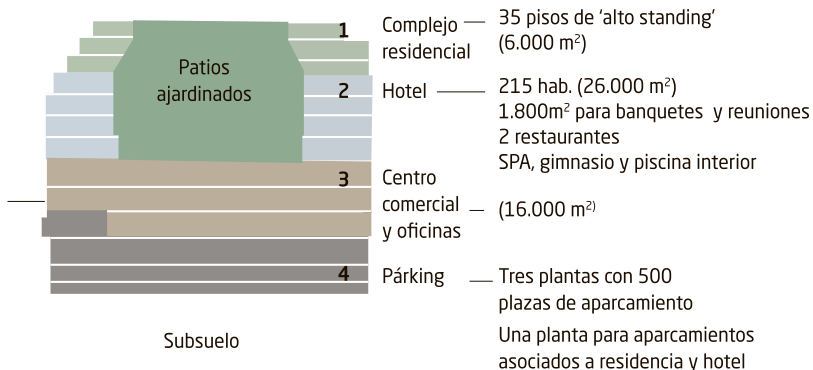 Patios
ajardinados
1
Complejo
residencial
35 pisos de ‘alto standing’
(6.000 m²)
2
Hotel
215 hab. (26.000 m²)
1.800m² para banquetes y reuniones
2 restaurantes
SPA, gimnasio y piscina interior
3
Centro
comercial
y oficinas
(16.000 m²⁾
4
Párking
Tres plantas con 500
plazas de aparcamiento
Una planta para aparcamientos
asociados a residencia y hotel
Subsuelo